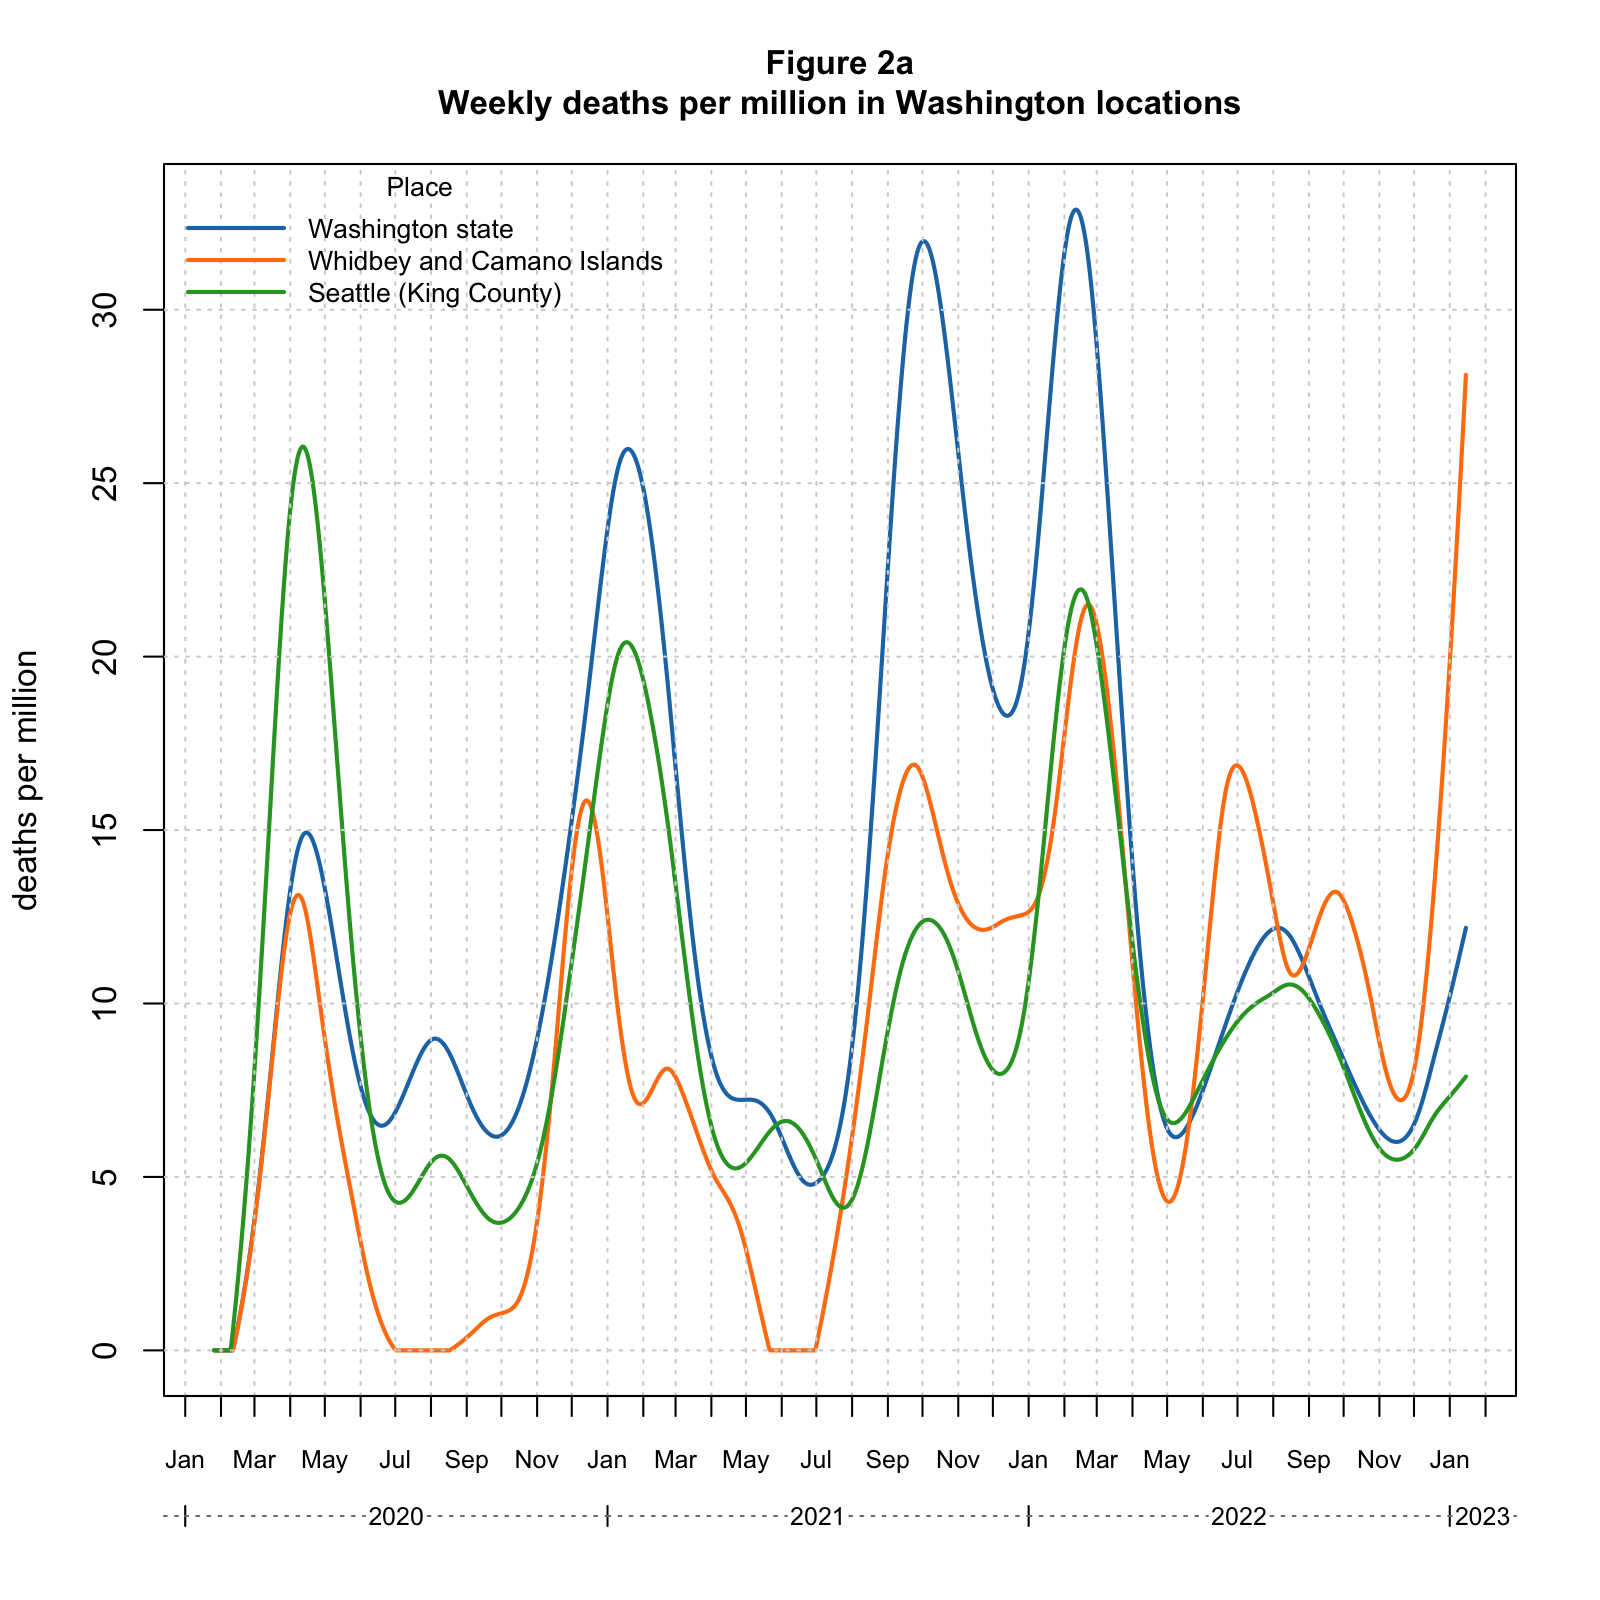 Figure 2a
Weekly deaths per million in Washington locations
Place
Washington state
Whidbey and Camano Islands
Seattle (King County)
deaths per million
30
25
20
15
10
5
0
Jan Mar May Jul Sep Nov Jan Mar May Jul Sep Nov Jan Mar May Jul Sep Nov Jan
2020 2021 2022 2023